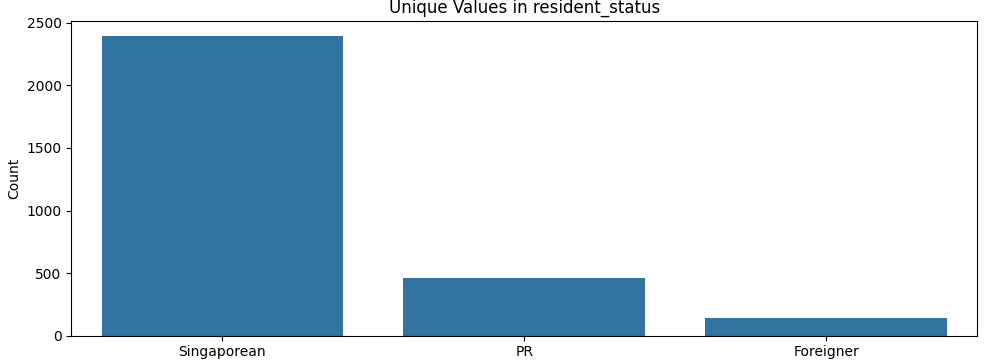 Unique Values in resident_status
2500
2000
1500
1000
500
0
Count
Singaporean PR Foreigner